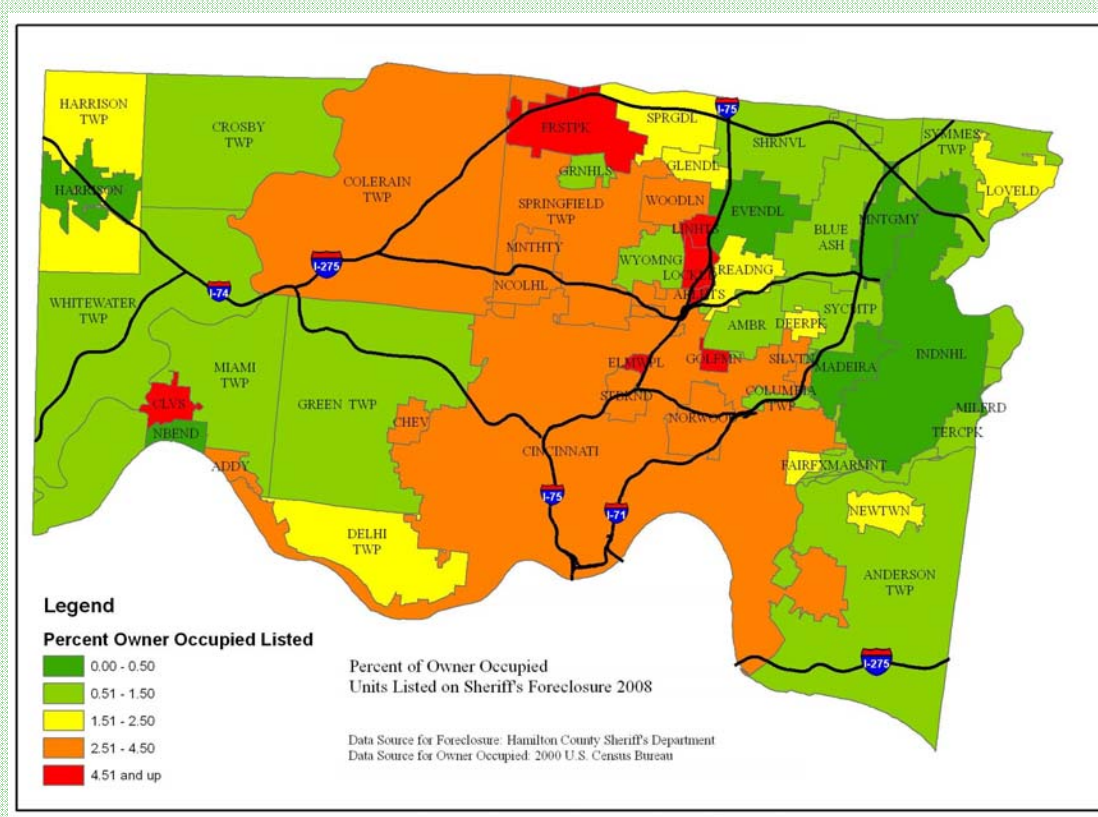 HARRISON
TWP
CROSBY
TWP
HARRISON
COLERAIN
TWP
FRSTPK
SPRGDL
I-75
SHRNVL
SYMMES
TWP
GRNHLS
GLENDL
LOVELD
SPRINGFIELD
TWP
WOODLN
EVENDL
MNTGMY
LINHTS
BLUE
ASH
MNTHTY
WYOMNG
READNG
NCOLHL
I-275
I-74
WHITEWATER
TWP
AMBR
DEERPK
SYCMTP
INDNHL
MIAMI
TWP
ELMWPL
GOLFMN
SILVTN
MADEIRA
CLVS
GREEN TWP
STBRND
COLUMBIA
TWP
MILFRD
NBEND
CHEV
NORWOOD
TERCPK
ADDY
CINCINNATI
FAIRFXMARMNT
I-75
I-71
NEWTWN
DELHI
TWP
ANDERSON
TWP
I-275
Legend
Percent Owner Occupied Listed
0.00 - 0.50
0.51 - 1.50
1.51 - 2.50
2.51 - 4.50
4.51 and up
Percent of Owner Occupied
Units Listed on Sheriff's Foreclosure 2008
Data Source for Foreclosure: Hamilton County Sheriff's Department
Data Source for Owner Occupied: 2000 U.S. Census Bureau